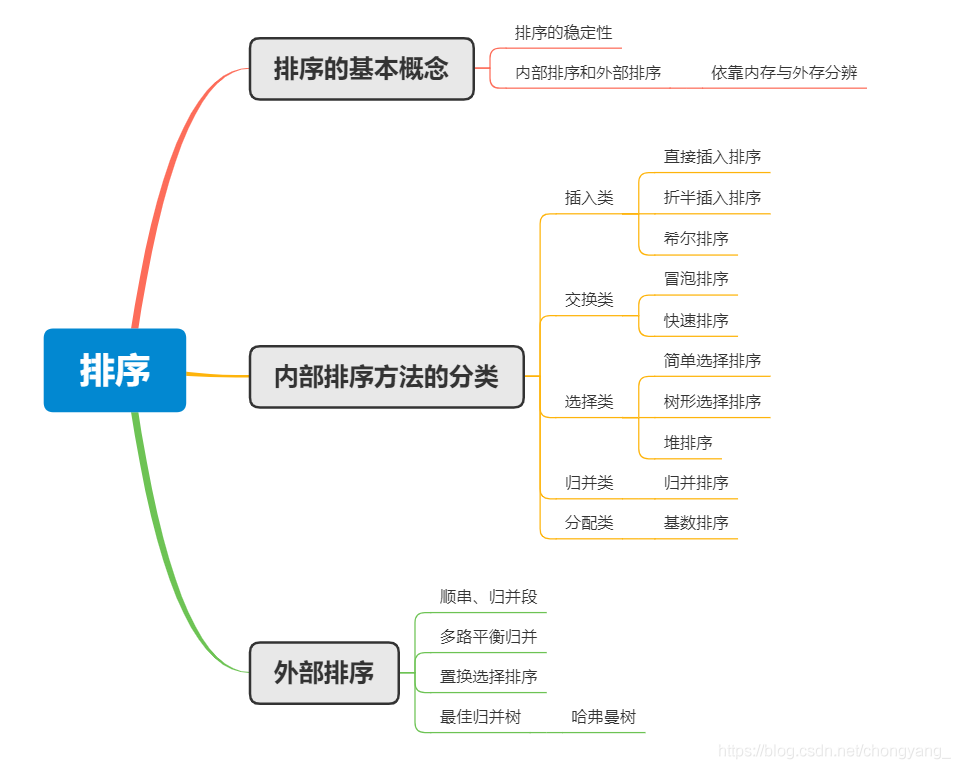 排序
排序的基本概念
排序的稳定性
内部排序和外部排序
依靠内存与外存分辨
内部排序方法的分类
插入类
直接插入排序
折半插入排序
希尔排序
交换类
冒泡排序
快速排序
选择类
简单选择排序
树形选择排序
堆排序
归并类
归并排序
分配类
基数排序
外部排序
顺串、归并段
多路平衡归并
置换选择排序
最佳归并树
哈弗曼树
https://blog.csdn.net/chongyang_